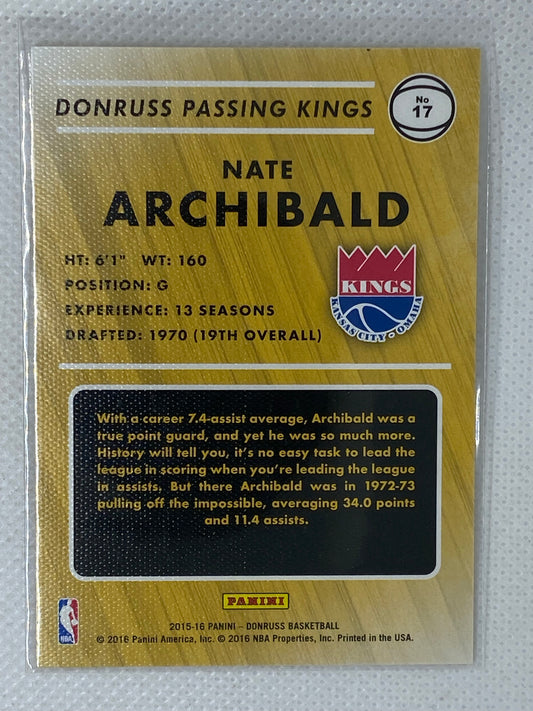 DONRUSS PASSING KINGS
No
17
NATE
ARCHIBALD
HT: 6'1" WT: 160
POSITION: G
EXPERIENCE: 13 SEASONS
DRAFTED: 1970 (19TH OVERALL)
KINGS
KANSAS CITY - OMAHA
With a career 7.4-assist average, Archibald was a
true point guard, and yet he was so much more.
History will tell you, it's no easy task to lead the
league in scoring when you're leading the league
in assists. But there Archibald was in 1972-73
pulling off the impossible, averaging 34.0 points
and 11.4 assists.
PANINI
NBA
2015-16 PANINI – DONRUSS BASKETBALL
© 2016 Panini America, Inc. © 2016 NBA Properties, Inc. Printed in the USA.